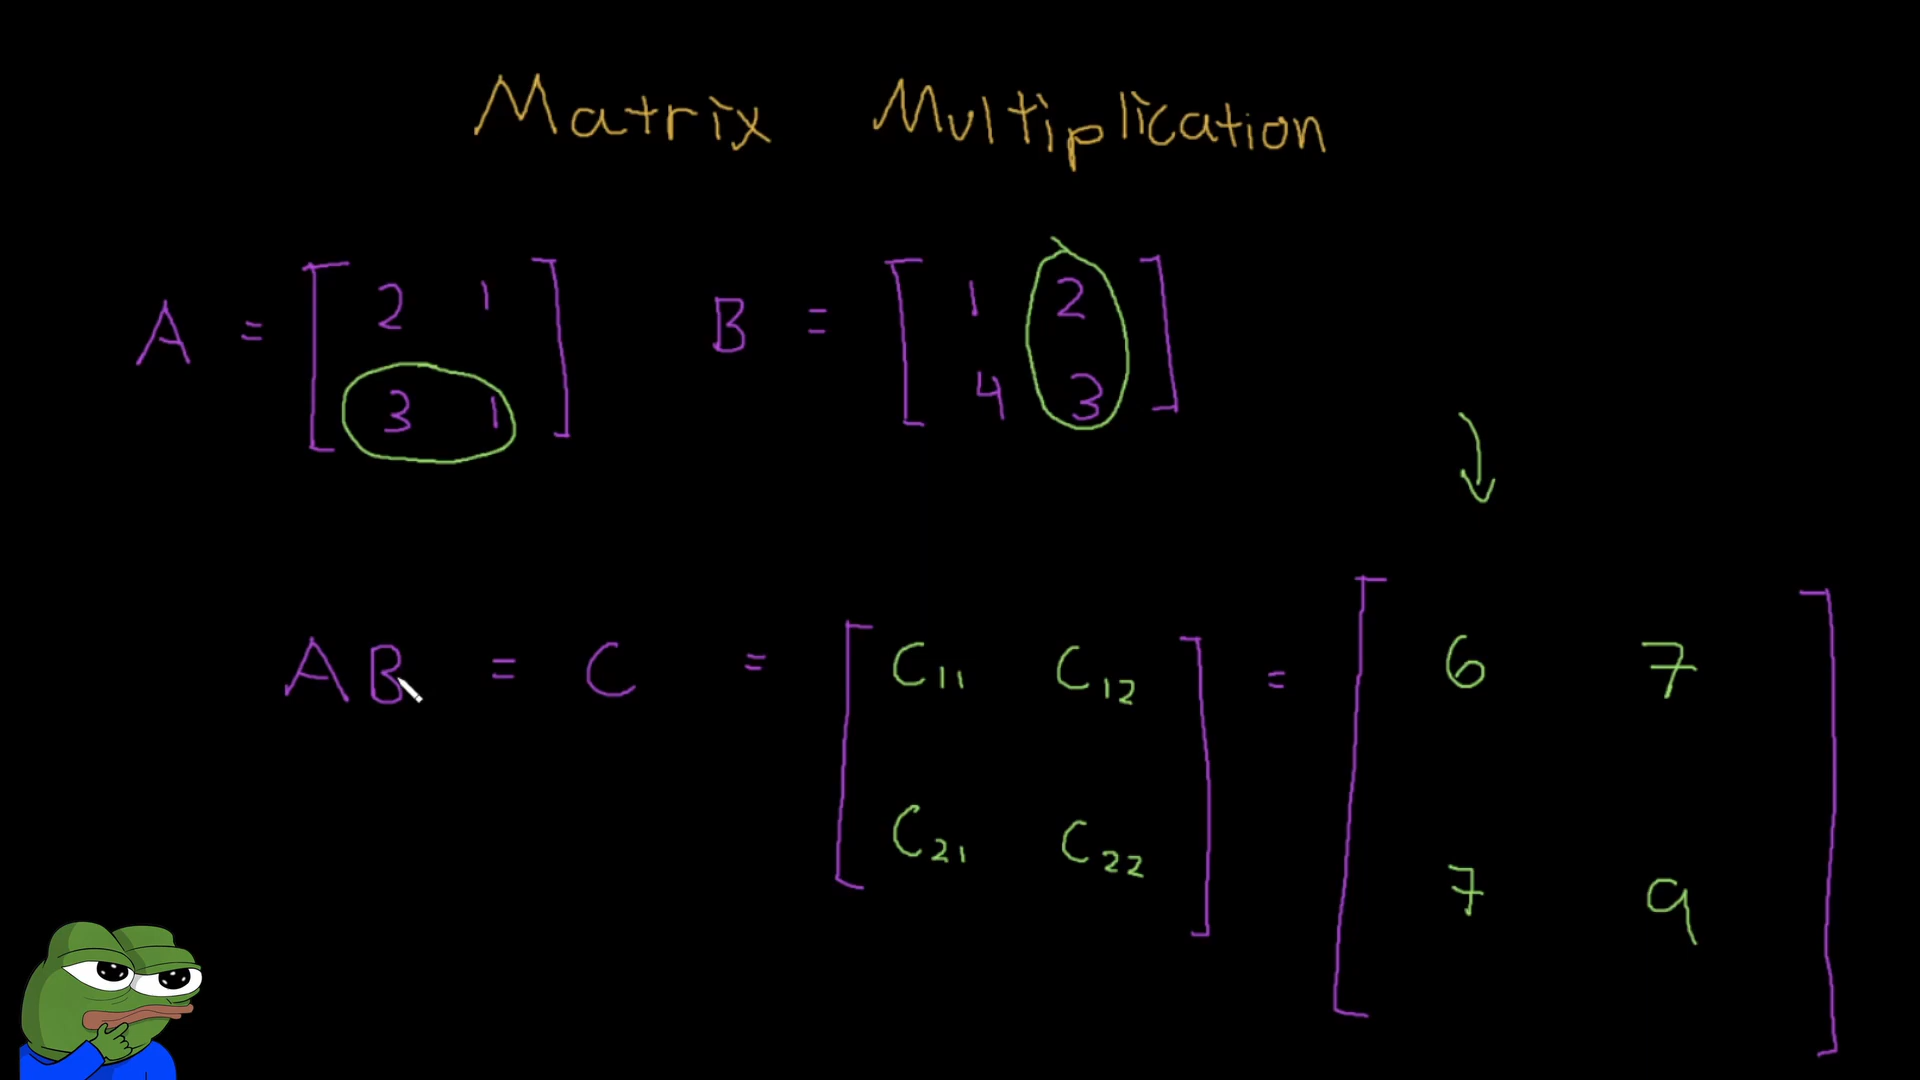 Matrix Multiplication
A = [ 2 1 B = [ 1 2
3 1 ] 4 3 ]
AB = C = [ C₁₁ C₁₂ = [ 6 7
C₂₁ C₂₂ ] 7 9 ]